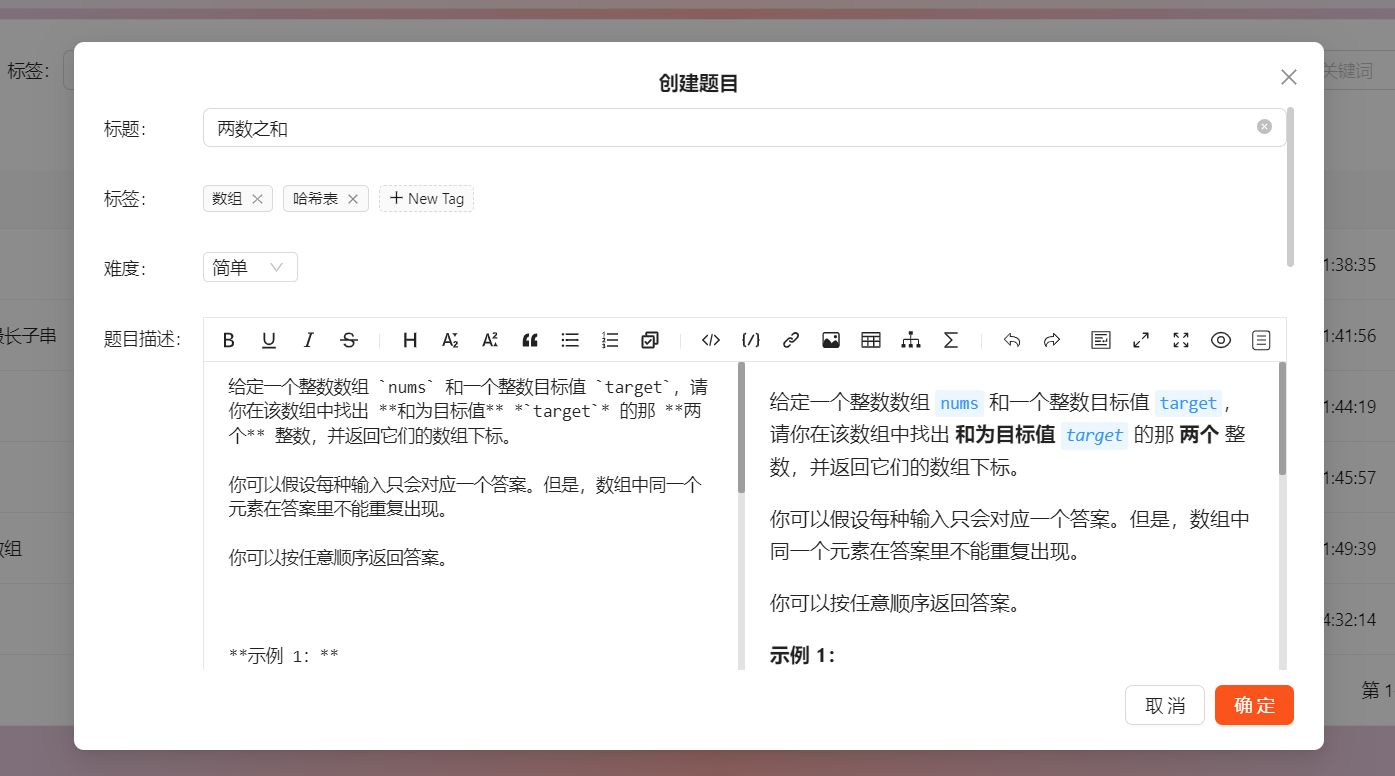 标签:
关键词
创建题目
标题:
两数之和
标签:
数组
哈希表
New Tag
难度:
简单
题目描述:
给定一个整数数组 `nums` 和一个整数目标值 `target`，请
你在该数组中找出 **和为目标值** *`target`* 的那 **两
个** 整数，并返回它们的数组下标。
你可以假设每种输入只会对应一个答案。但是，数组中同一个
元素在答案里不能重复出现。
你可以按任意顺序返回答案。
**示例 1：**
给定一个整数数组 nums 和一个整数目标值 target，
请你在该数组中找出 和为目标值 target 的那 两个 整
数，并返回它们的数组下标。
你可以假设每种输入只会对应一个答案。但是，数组中
同一个元素在答案里不能重复出现。
你可以按任意顺序返回答案。
示例 1：
1:38:35
长子串
1:41:56
1:44:19
1:45:57
组
1:49:39
4:32:14
第 1
取 消
确 定